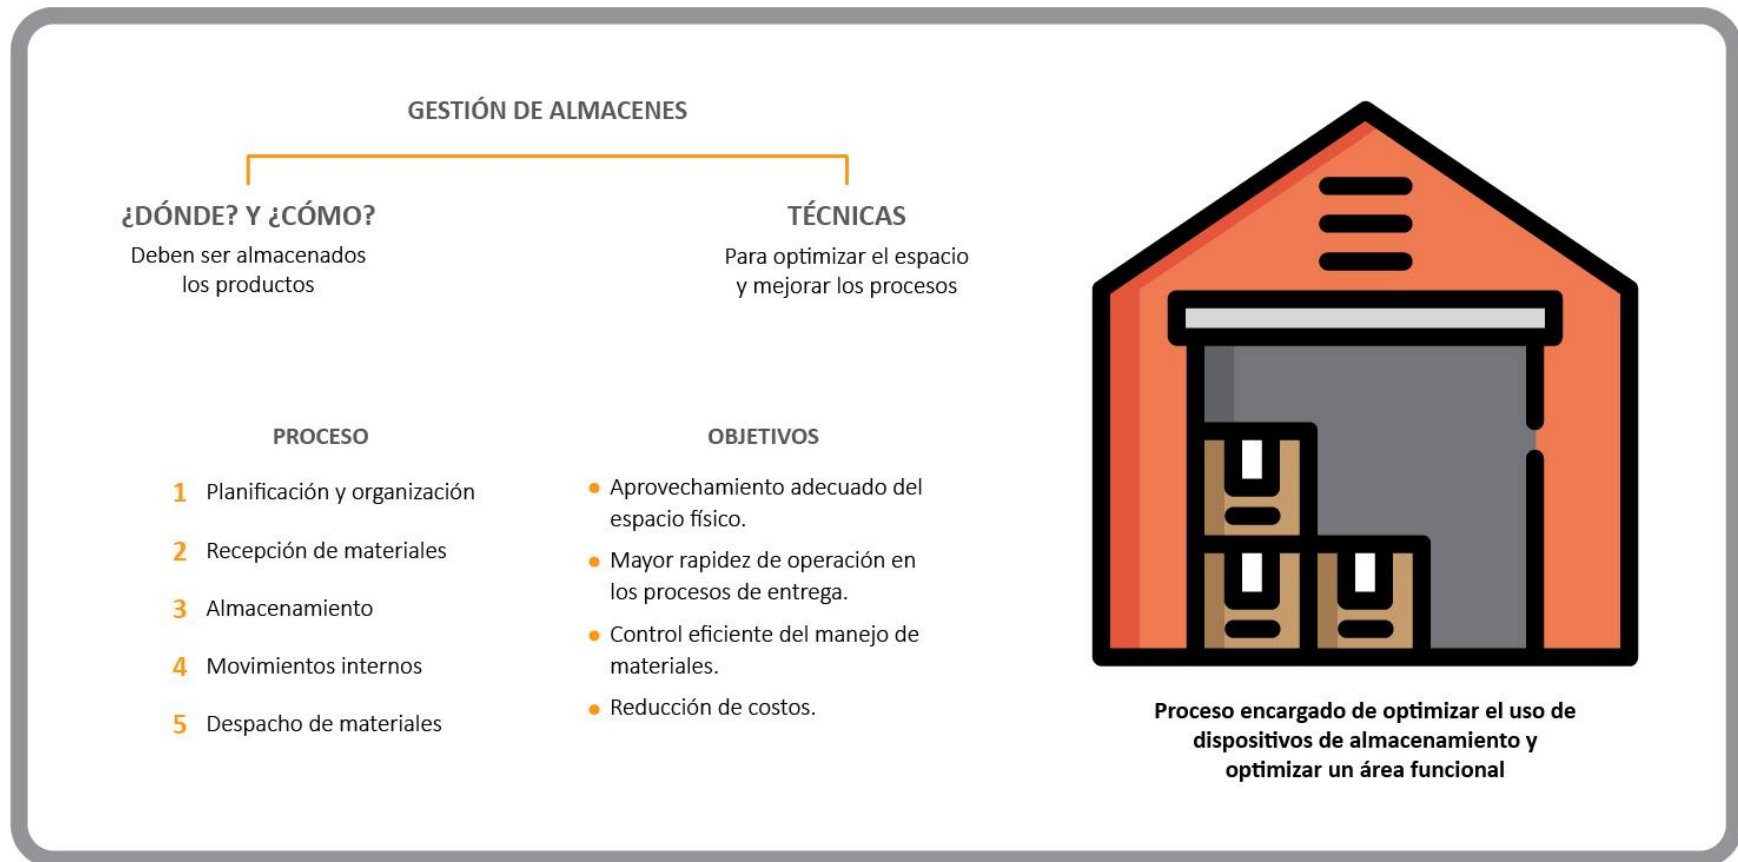 GESTIÓN DE ALMACENES
¿DÓNDE? Y ¿CÓMO?
Deben ser almacenados
los productos
TÉCNICAS
Para optimizar el espacio
y mejorar los procesos
PROCESO
1 Planificación y organización
2 Recepción de materiales
3 Almacenamiento
4 Movimientos internos
5 Despacho de materiales
OBJETIVOS
• Aprovechamiento adecuado del
espacio físico.
• Mayor rapidez de operación en
los procesos de entrega.
• Control eficiente del manejo de
materiales.
• Reducción de costos.
Proceso encargado de optimizar el uso de
dispositivos de almacenamiento y
optimizar un área funcional